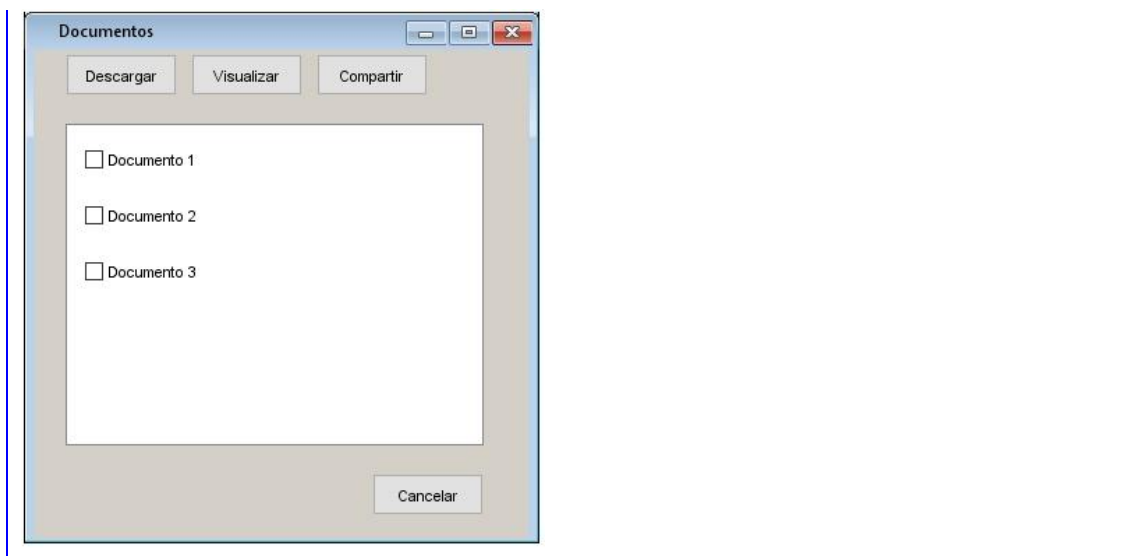 Documentos
Descargar Visualizar Compartir
Documento 1
Documento 2
Documento 3
Cancelar